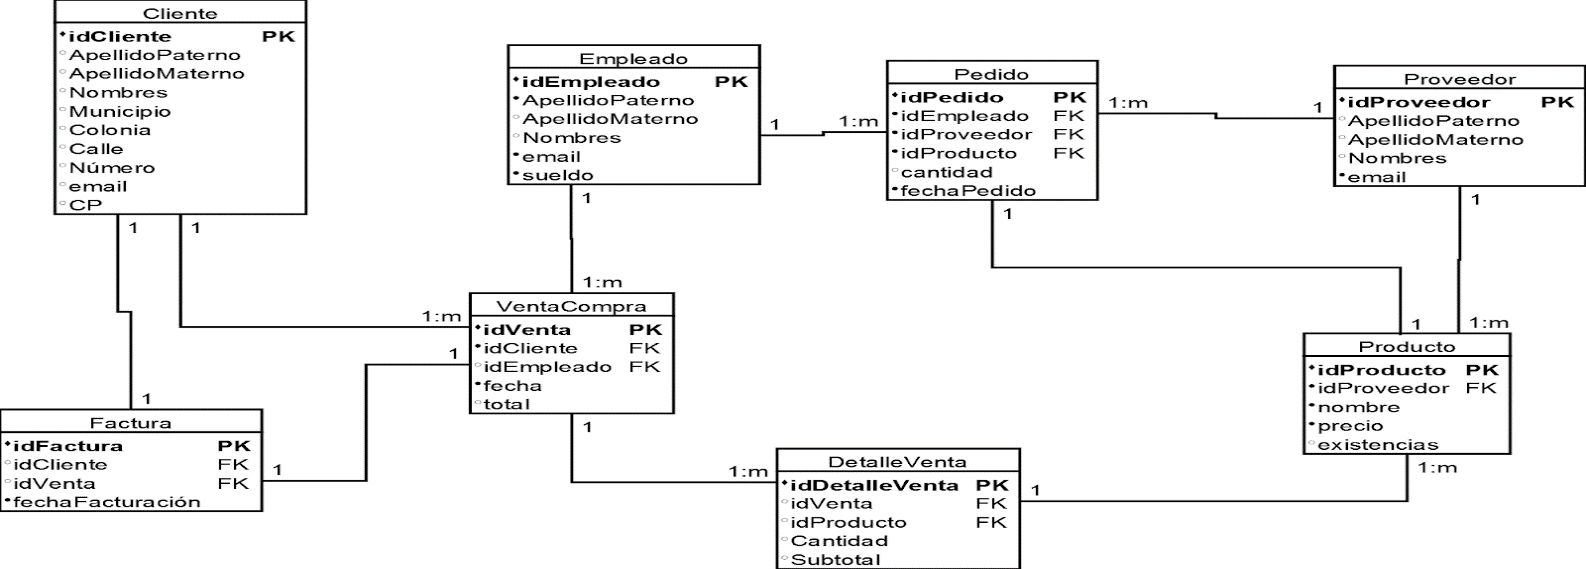 Cliente
idCliente PK
ApellidoPaterno
ApellidoMaterno
Nombres
Municipio
Colonia
Calle
Número
email
CP
1
1
Empleado
idEmpleado PK
ApellidoPaterno
ApellidoMaterno
Nombres
email
sueldo
1
1:m
1
1:m
Pedido
idPedido PK
idEmpleado FK
idProveedor FK
idProducto FK
cantidad
fechaPedido
1:m
1
1
Proveedor
idProveedor PK
ApellidoPaterno
ApellidoMaterno
Nombres
email
1
1:m
1
VentaCompra
idVenta PK
idCliente FK
idEmpleado FK
fecha
total
1
1:m
1:m
1
1
1:m
Producto
idProducto PK
idProveedor FK
nombre
precio
existencias
1:m
Factura
idFactura PK
idCliente FK
idVenta FK
fechaFacturación
1
DetalleVenta
idDetalleVenta PK
idVenta FK
idProducto FK
Cantidad
Subtotal
1